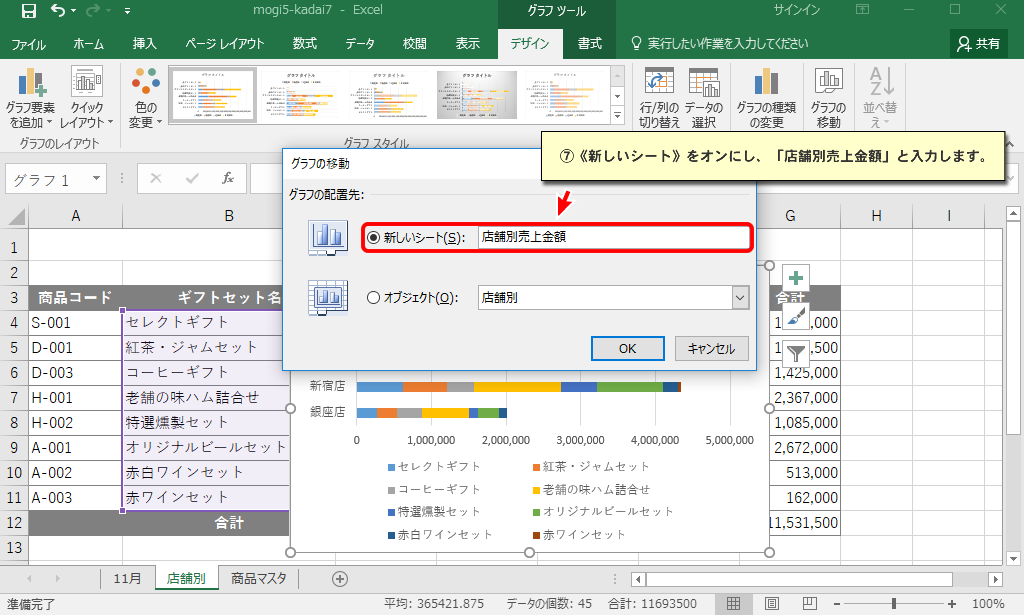 mogi5-kadai7 - Excel
グラフ ツール
サインイン
ファイル ホーム 挿入 ページ レイアウト 数式 データ 校閲 表示 デザイン 書式 実行したい作業を入力してください 共有
グラフ要素を追加
クイックレイアウト
色の変更
行/列の切り替え
データの選択
グラフの種類の変更
グラフの移動
並べ替え
グラフのレイアウト
グラフ スタイル
⑦《新しいシート》をオンにし、「店舗別売上金額」と入力します。
グラフ 1
fx
グラフの移動
グラフの配置先:
新しいシート(S): 店舗別売上金額
オブジェクト(O): 店舗別
OK キャンセル
A B G H I
1
2
3 商品コード ギフトセット名 合計
4 S-001 セレクトギフト ,000
5 D-001 紅茶・ジャムセット ,500
6 D-003 コーヒーギフト 1,425,000
7 H-001 老舗の味ハム詰合せ 2,367,000
8 H-002 特選燻製セット 1,085,000
9 A-001 オリジナルビールセット 2,672,000
10 A-002 赤白ワインセット 513,000
11 A-003 赤ワインセット 162,000
12 合計 11,531,500
13
新宿店
銀座店
0 1,000,000 2,000,000 3,000,000 4,000,000 5,000,000
セレクトギフト 紅茶・ジャムセット
コーヒーギフト 老舗の味ハム詰合せ
特選燻製セット オリジナルビールセット
赤白ワインセット 赤ワインセット
11月 店舗別 商品マスタ
準備完了 平均: 365421.875 データの個数: 45 合計: 11693500 100%